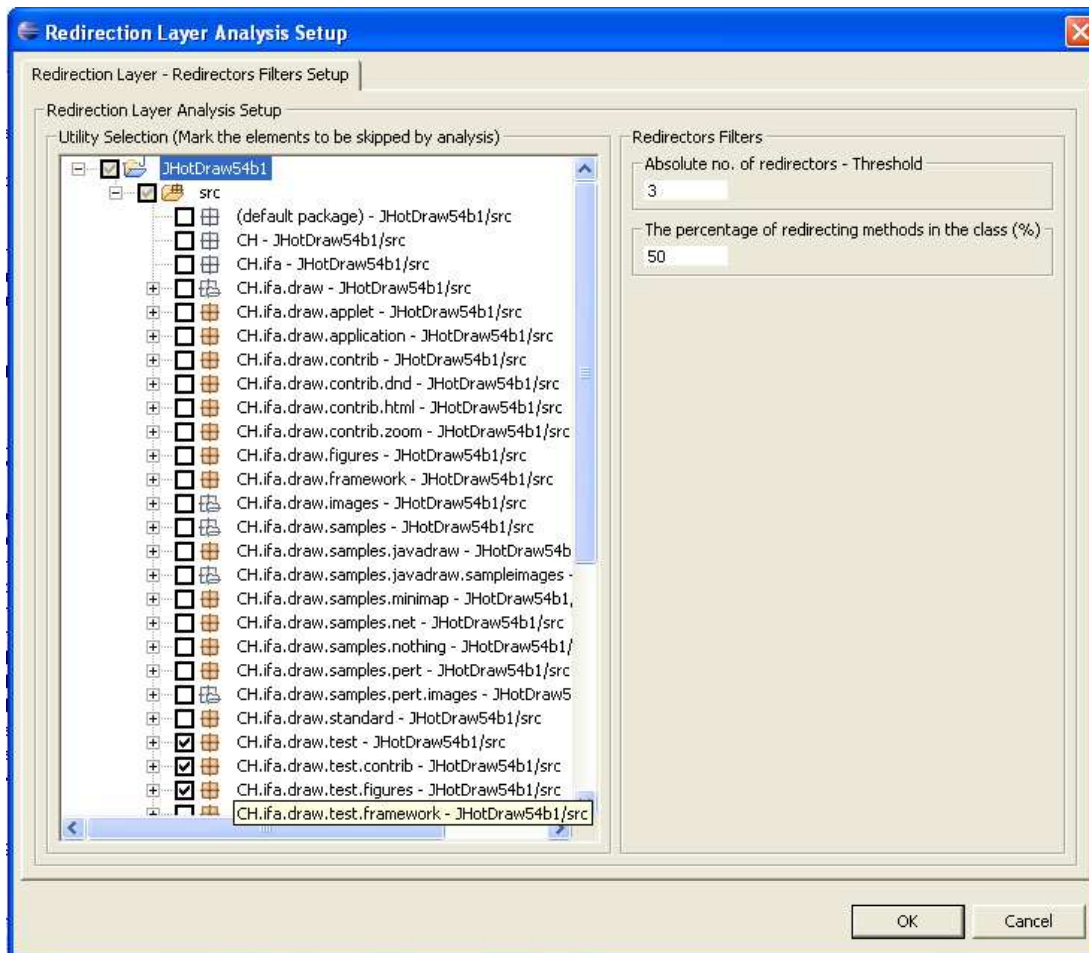 Redirection Layer Analysis Setup
Redirection Layer - Redirectors Filters Setup
Redirection Layer Analysis Setup
Utility Selection (Mark the elements to be skipped by analysis)
JHotDraw54b1
src
(default package) - JHotDraw54b1/src
CH - JHotDraw54b1/src
CH.ifa - JHotDraw54b1/src
CH.ifa.draw - JHotDraw54b1/src
CH.ifa.draw.applet - JHotDraw54b1/src
CH.ifa.draw.application - JHotDraw54b1/src
CH.ifa.draw.contrib - JHotDraw54b1/src
CH.ifa.draw.contrib.dnd - JHotDraw54b1/src
CH.ifa.draw.contrib.html - JHotDraw54b1/src
CH.ifa.draw.contrib.zoom - JHotDraw54b1/src
CH.ifa.draw.figures - JHotDraw54b1/src
CH.ifa.draw.framework - JHotDraw54b1/src
CH.ifa.draw.images - JHotDraw54b1/src
CH.ifa.draw.samples - JHotDraw54b1/src
CH.ifa.draw.samples.javadraw - JHotDraw54b
CH.ifa.draw.samples.javadraw.sampleimages -
CH.ifa.draw.samples.minimap - JHotDraw54b1,
CH.ifa.draw.samples.net - JHotDraw54b1/src
CH.ifa.draw.samples.nothing - JHotDraw54b1/
CH.ifa.draw.samples.pert - JHotDraw54b1/src
CH.ifa.draw.samples.pert.images - JHotDraw5
CH.ifa.draw.standard - JHotDraw54b1/src
CH.ifa.draw.test - JHotDraw54b1/src
CH.ifa.draw.test.contrib - JHotDraw54b1/src
CH.ifa.draw.test.figures - JHotDraw54b1/src
CH.ifa.draw.test.framework - JHotDraw54b1/src
Redirectors Filters
Absolute no. of redirectors - Threshold
3
The percentage of redirecting methods in the class (%)
50
OK
Cancel